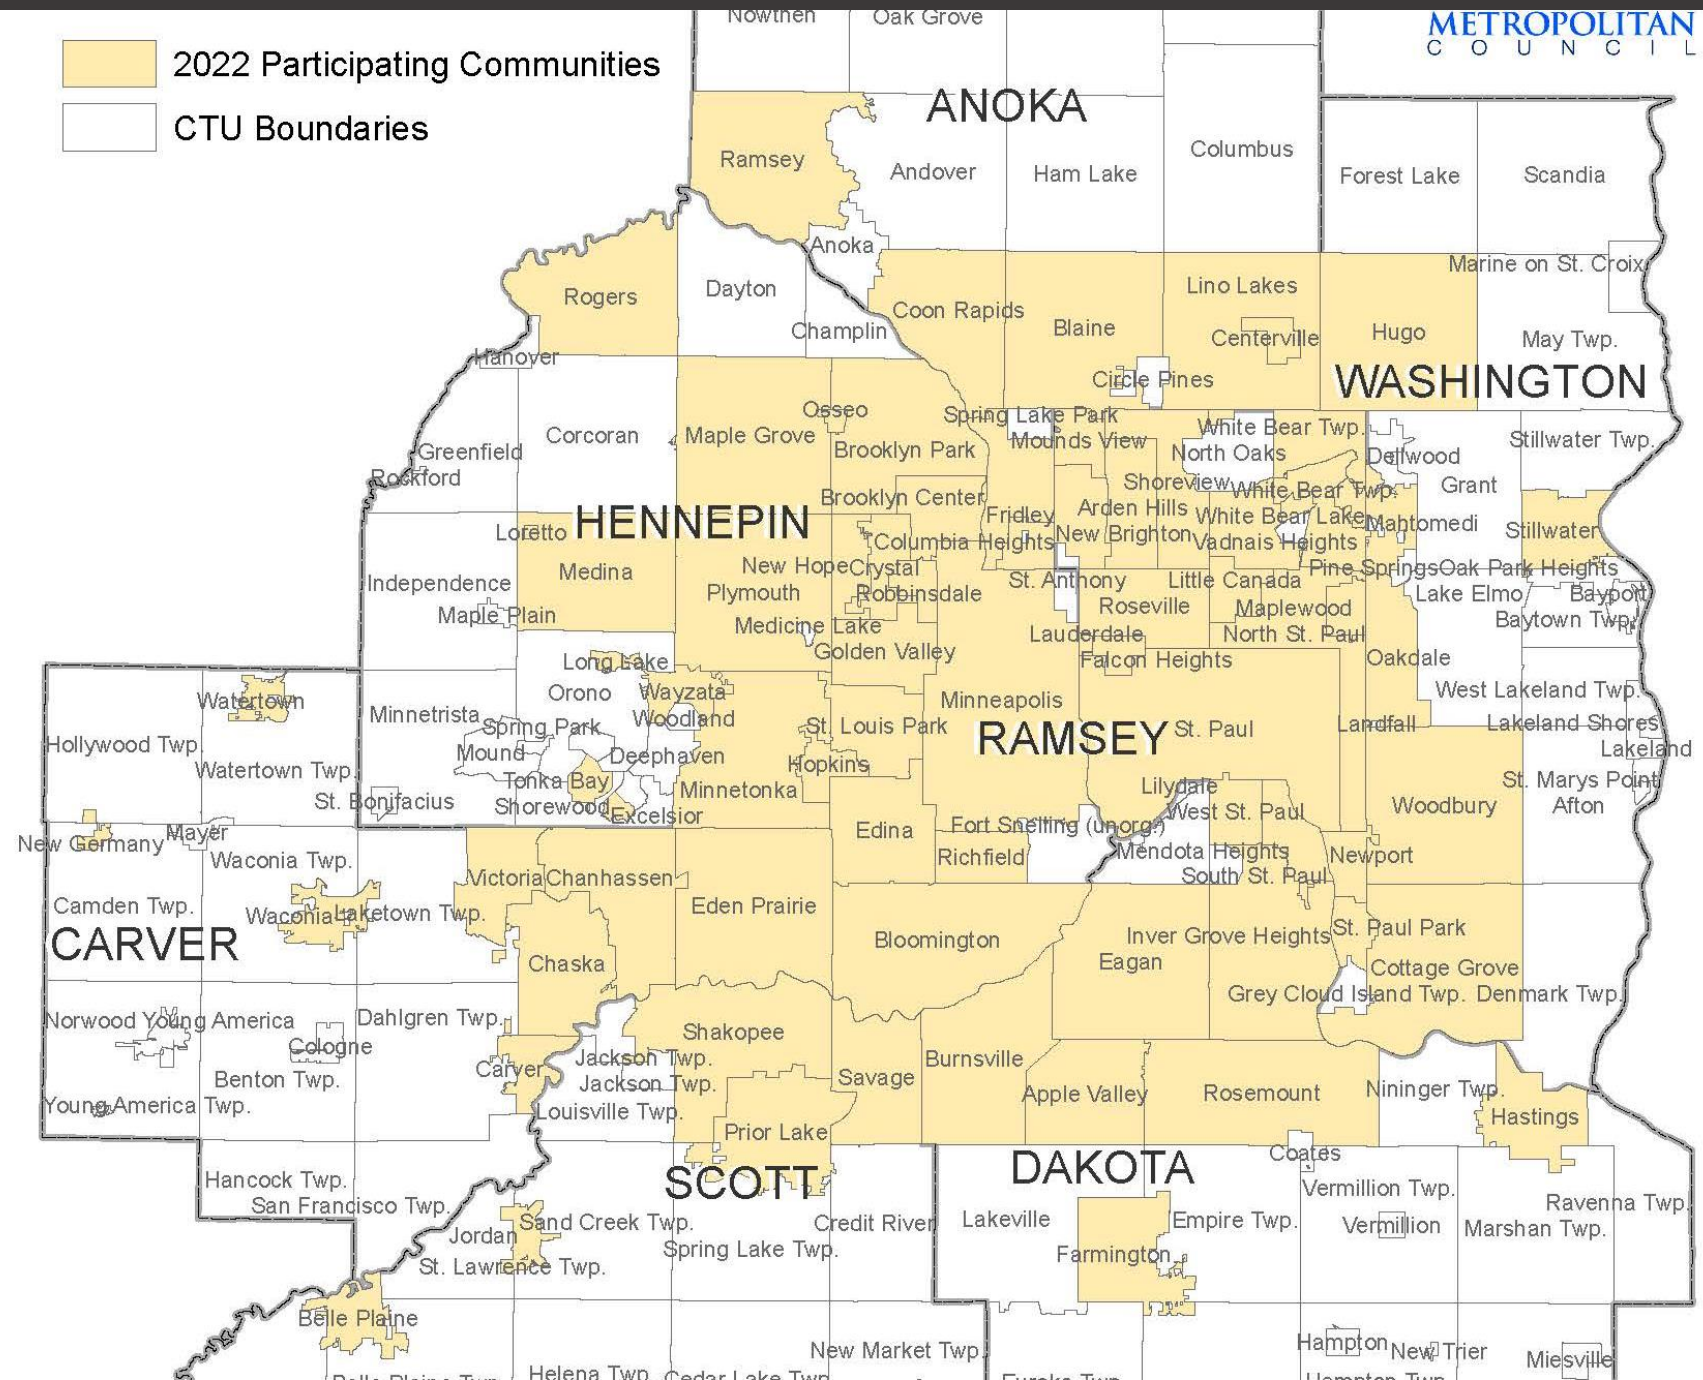 Nowthen
Oak Grove
METROPOLITAN
COUNCIL
2022 Participating Communities
CTU Boundaries
ANOKA
Ramsey
Andover
Ham Lake
Columbus
Forest Lake
Scandia
Anoka
Marine on St. Croix
Rogers
Dayton
Champlin
Coon Rapids
Blaine
Lino Lakes
Centerville
Hugo
May Twp.
Hanover
Circle Pines
WASHINGTON
Osseo
Spring Lake Park
Corcoran
Maple Grove
Brooklyn Park
Mounds View
White Bear Twp.
North Oaks
Dellwood
Stillwater Twp.
Greenfield
Rockford
Brooklyn Center
Shoreview
White Bear Twp.
Grant
HENNEPIN
Fridley
Arden Hills
White Bear Lake
Mahtomedi
Stillwater
Loretto
Columbia Heights
New Brighton
Vadnais Heights
Independence
Medina
New Hope
Crystal
Pine Springs
Oak Park Heights
Plymouth
Robbinsdale
St. Anthony
Little Canada
Lake Elmo
Bayport
Maple Plain
Roseville
Maplewood
Baytown Twp.
Medicine Lake
Lauderdale
North St. Paul
Golden Valley
Falcon Heights
Oakdale
Long Lake
Watertown
Orono
Wayzata
Minneapolis
West Lakeland Twp.
Minnetrista
Spring Park
Woodland
St. Louis Park
RAMSEY
St. Paul
Landfall
Lakeland Shores
Hollywood Twp.
Mound
Deephaven
Hopkins
Lakeland
Watertown Twp.
Tonka Bay
Minnetonka
Lilydale
St. Marys Point
St. Bonifacius
Shorewood
Excelsior
West St. Paul
Woodbury
Afton
New Germany
Mayer
Edina
Fort Snelling (unorg.)
Waconia Twp.
Richfield
Mendota Heights
Newport
Victoria
Chanhassen
South St. Paul
Camden Twp.
Waconia
Laketown Twp.
Eden Prairie
CARVER
Bloomington
Inver Grove Heights
St. Paul Park
Chaska
Eagan
Cottage Grove
Grey Cloud Island Twp.
Denmark Twp.
Norwood Young America
Dahlgren Twp.
Shakopee
Cologne
Carver
Jackson Twp.
Burnsville
Benton Twp.
Jackson Twp.
Savage
Apple Valley
Rosemount
Nininger Twp.
Young America Twp.
Louisville Twp.
Hastings
Prior Lake
Hancock Twp.
SCOTT
DAKOTA
Coates
San Francisco Twp.
Vermillion Twp.
Ravenna Twp.
Jordan
Sand Creek Twp.
Credit River
Lakeville
Empire Twp.
Vermillion
Marshan Twp.
St. Lawrence Twp.
Spring Lake Twp.
Farmington
Belle Plaine
New Market Twp.
Hampton
New Trier
Miesville
Belle Plaine Twp.
Helena Twp.
Cedar Lake Twp.
Eureka Twp.
Hampton Twp.